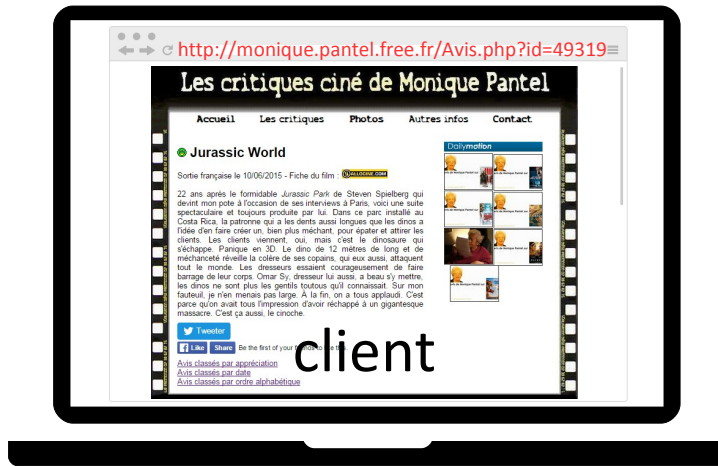 http://monique.pantel.free.fr/Avis.php?id=49319
Les critiques ciné de Monique Pantel
Accueil Les critiques Photos Autres infos Contact
Jurassic World
Dailymotion
Sortie française le 10/06/2015 - Fiche du film : ALLOCINE.COM
22 ans après le formidable Jurassic Park de Steven Spielberg qui
devint mon pote à l'occasion de ses interviews à Paris, voici une suite
spectaculaire et toujours produite par lui. Dans ce parc installé au
Costa Rica, la patronne qui a les dents aussi longues que les dinos a
l'idée d'en faire créer un, bien plus méchant, pour épater et attirer les
clients. Les clients viennent, oui, mais c'est le dinosaure qui
s'échappe. Panique en 3D. Le dino de 12 mètres de long et de
méchanceté réveille la colère de ses copains, qui eux aussi, attaquent
tout le monde. Les dresseurs essaient courageusement de faire
barrage de leur corps. Omar Sy, dresseur lui aussi, a beau s'y mettre,
les dinos ne sont plus les gentils toutous qu'il connaissait. Sur mon
fauteuil, je n'en menais pas large. À la fin, on a tous applaudi. C'est
parce qu'on avait tous l'impression d'avoir réchappé à un gigantesque
massacre. C'est ça aussi, le cinoche.
Tweeter
Like Share Be the first of your friends to like this.
client
Avis classés par appréciation
Avis classés par date
Avis classés par ordre alphabétique